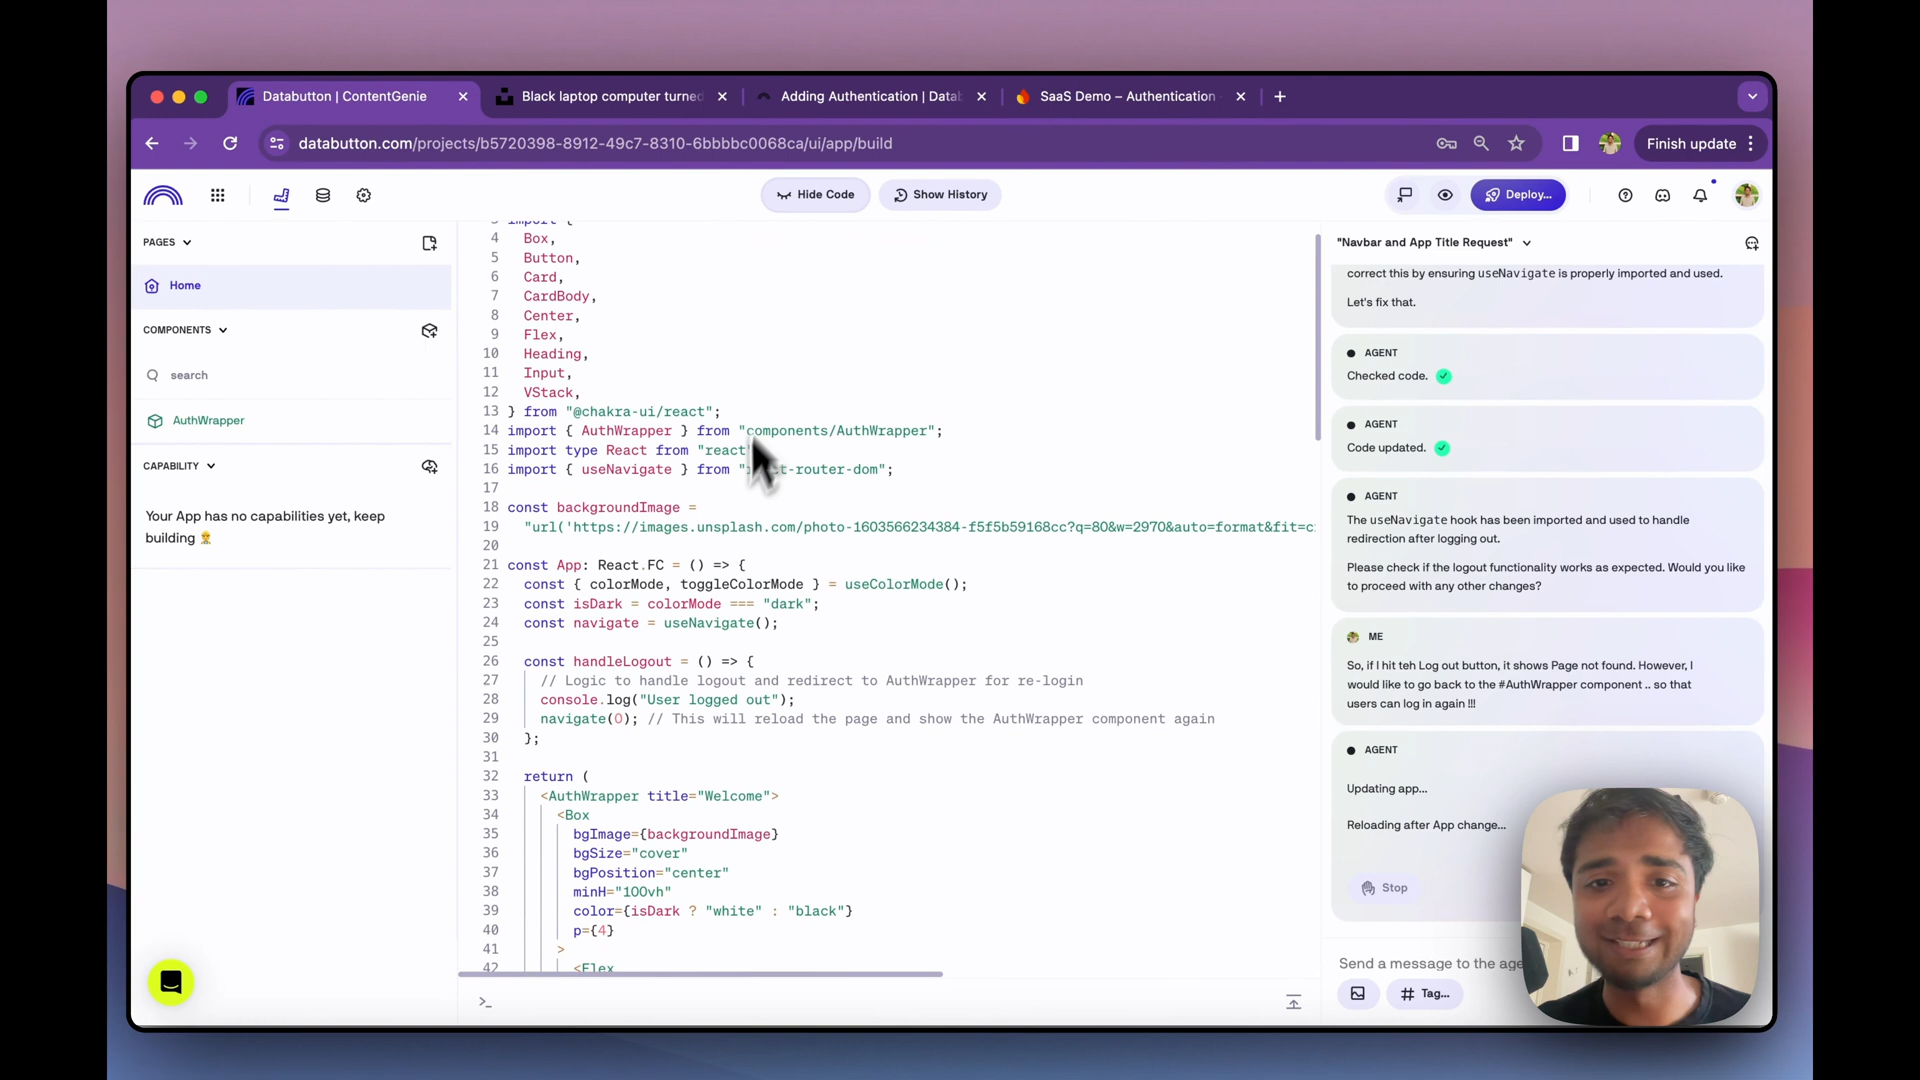 Databutton | ContentGenie
Black laptop computer turned
Adding Authentication | Datab
SaaS Demo – Authentication
databutton.com/projects/b5720398-8912-49c7-8310-6bbbbc0068ca/ui/app/build
Finish update
Hide Code
Show History
Deploy...
PAGES
Home
COMPONENTS
search
AuthWrapper
CAPABILITY
Your App has no capabilities yet, keep
building
3 import {
4 Box,
5 Button,
6 Card,
7 CardBody,
8 Center,
9 Flex,
10 Heading,
11 Input,
12 VStack,
13 } from "@chakra-ui/react";
14 import { AuthWrapper } from "components/AuthWrapper";
15 import type React from "react
16 import { useNavigate } from "react-router-dom";
17
18 const backgroundImage =
19 "url('https://images.unsplash.com/photo-1603566234384-f5f5b59168cc?q=80&w=2970&auto=format&fit=c
20
21 const App: React.FC = () => {
22 const { colorMode, toggleColorMode } = useColorMode();
23 const isDark = colorMode === "dark";
24 const navigate = useNavigate();
25
26 const handleLogout = () => {
27 // Logic to handle logout and redirect to AuthWrapper for re-login
28 console.log("User logged out");
29 navigate(0); // This will reload the page and show the AuthWrapper component again
30 };
31
32 return (
33 <AuthWrapper title="Welcome">
34 <Box
35 bgImage={backgroundImage}
36 bgSize="cover"
37 bgPosition="center"
38 minH="100vh"
39 color={isDark ? "white" : "black"}
40 p={4}
41 >
42 <Flex
>_
"Navbar and App Title Request"
correct this by ensuring useNavigate is properly imported and used.
Let's fix that.
AGENT
Checked code.
AGENT
Code updated.
AGENT
The useNavigate hook has been imported and used to handle
redirection after logging out.
Please check if the logout functionality works as expected. Would you like
to proceed with any other changes?
ME
So, if I hit teh Log out button, it shows Page not found. However, I
would like to go back to the #AuthWrapper component .. so that
users can log in again !!!
AGENT
Updating app...
Reloading after App change...
Stop
Send a message to the age
# Tag...